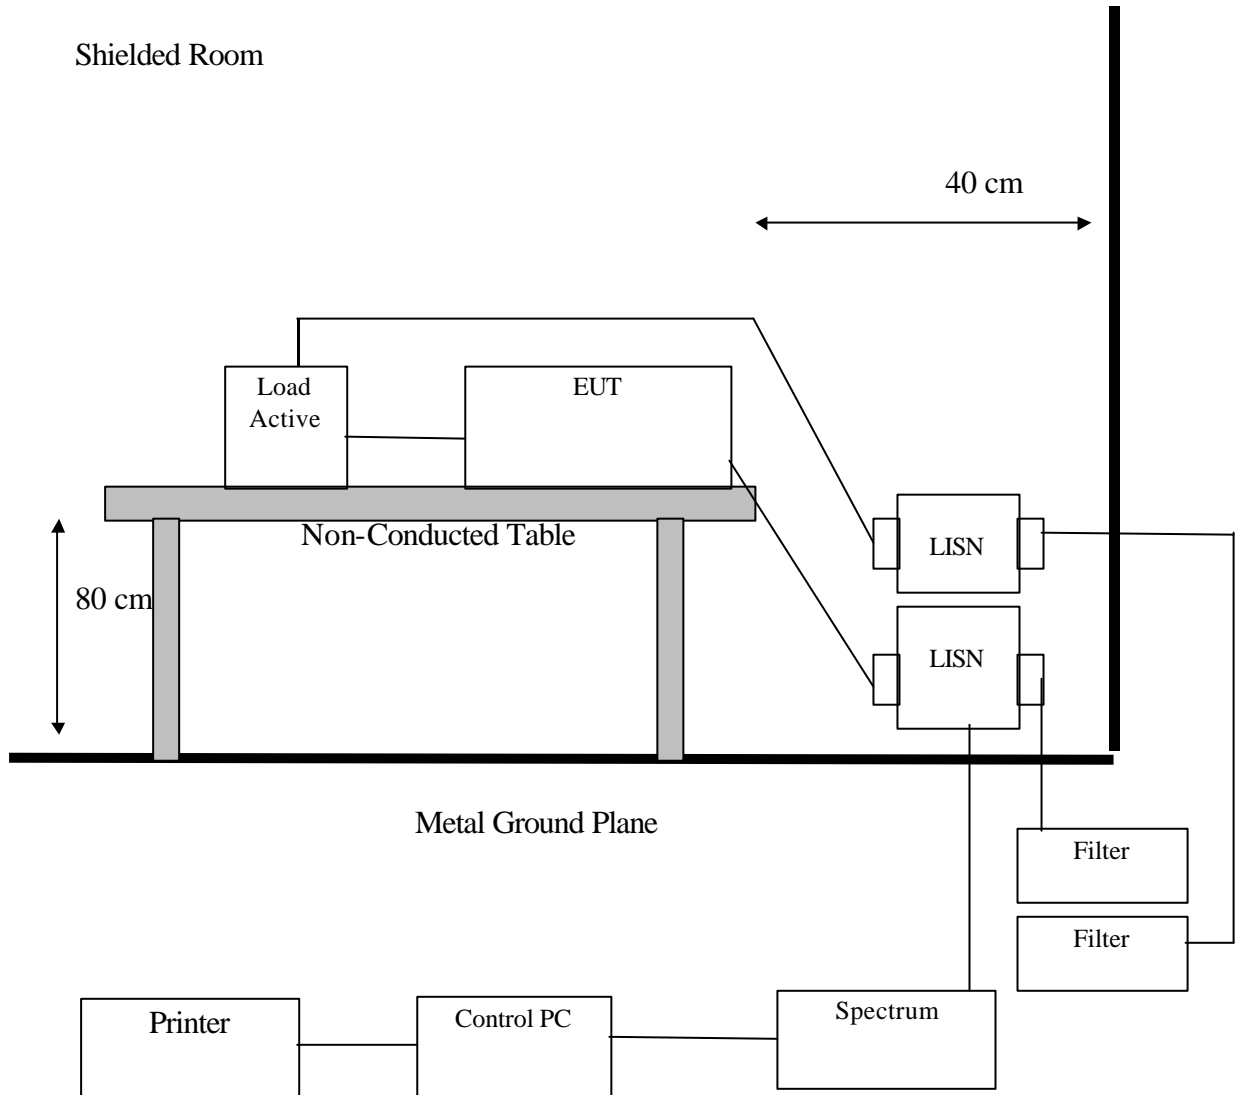 Shielded Room
40 cm
Load
Active
EUT
Non-Conducted Table
LISN
80 cm
LISN
Metal Ground Plane
Filter
Filter
Printer
Control PC
Spectrum